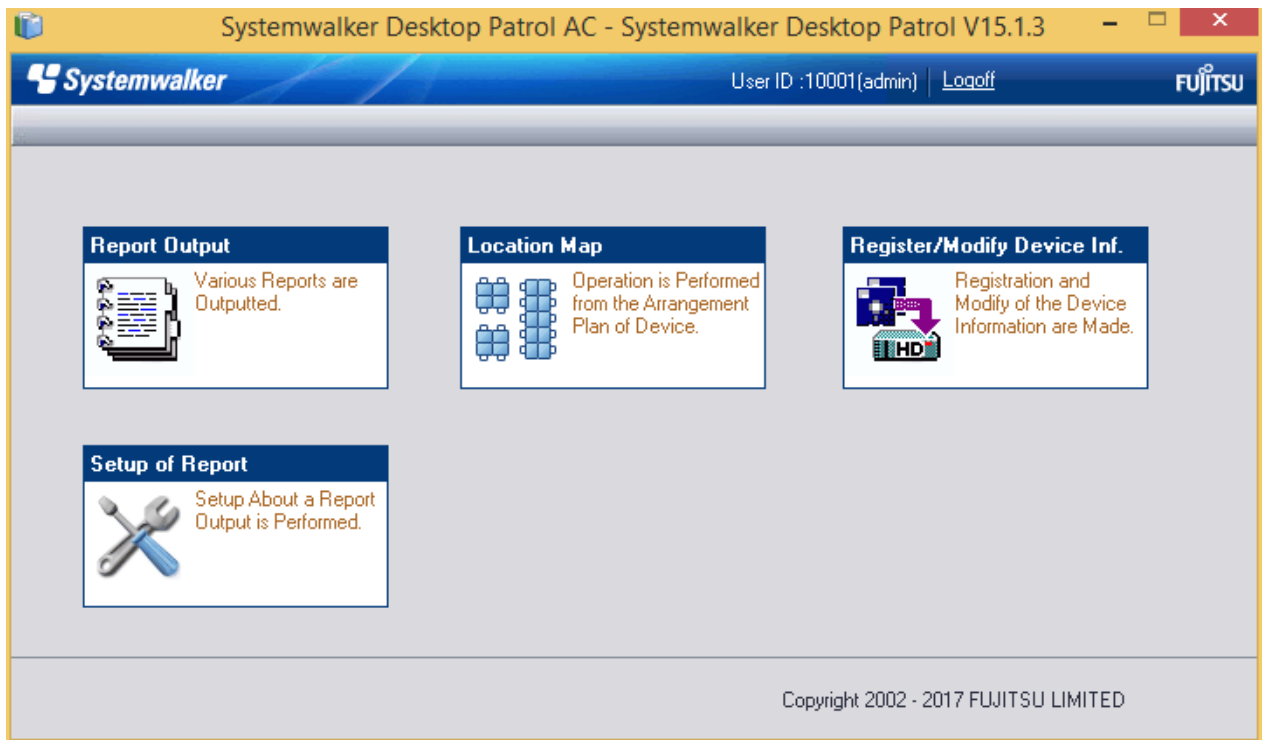 Systemwalker Desktop Patrol AC - Systemwalker Desktop Patrol V15.1.3
Systemwalker
User ID :10001(admin)
Logoff
FUJITSU
Report Output
Various Reports are
Outputted.
Location Map
Operation is Performed
from the Arrangement
Plan of Device.
Register/Modify Device Inf.
Registration and
Modify of the Device
Information are Made.
HD
Setup of Report
Setup About a Report
Output is Performed.
Copyright 2002 - 2017 FUJITSU LIMITED